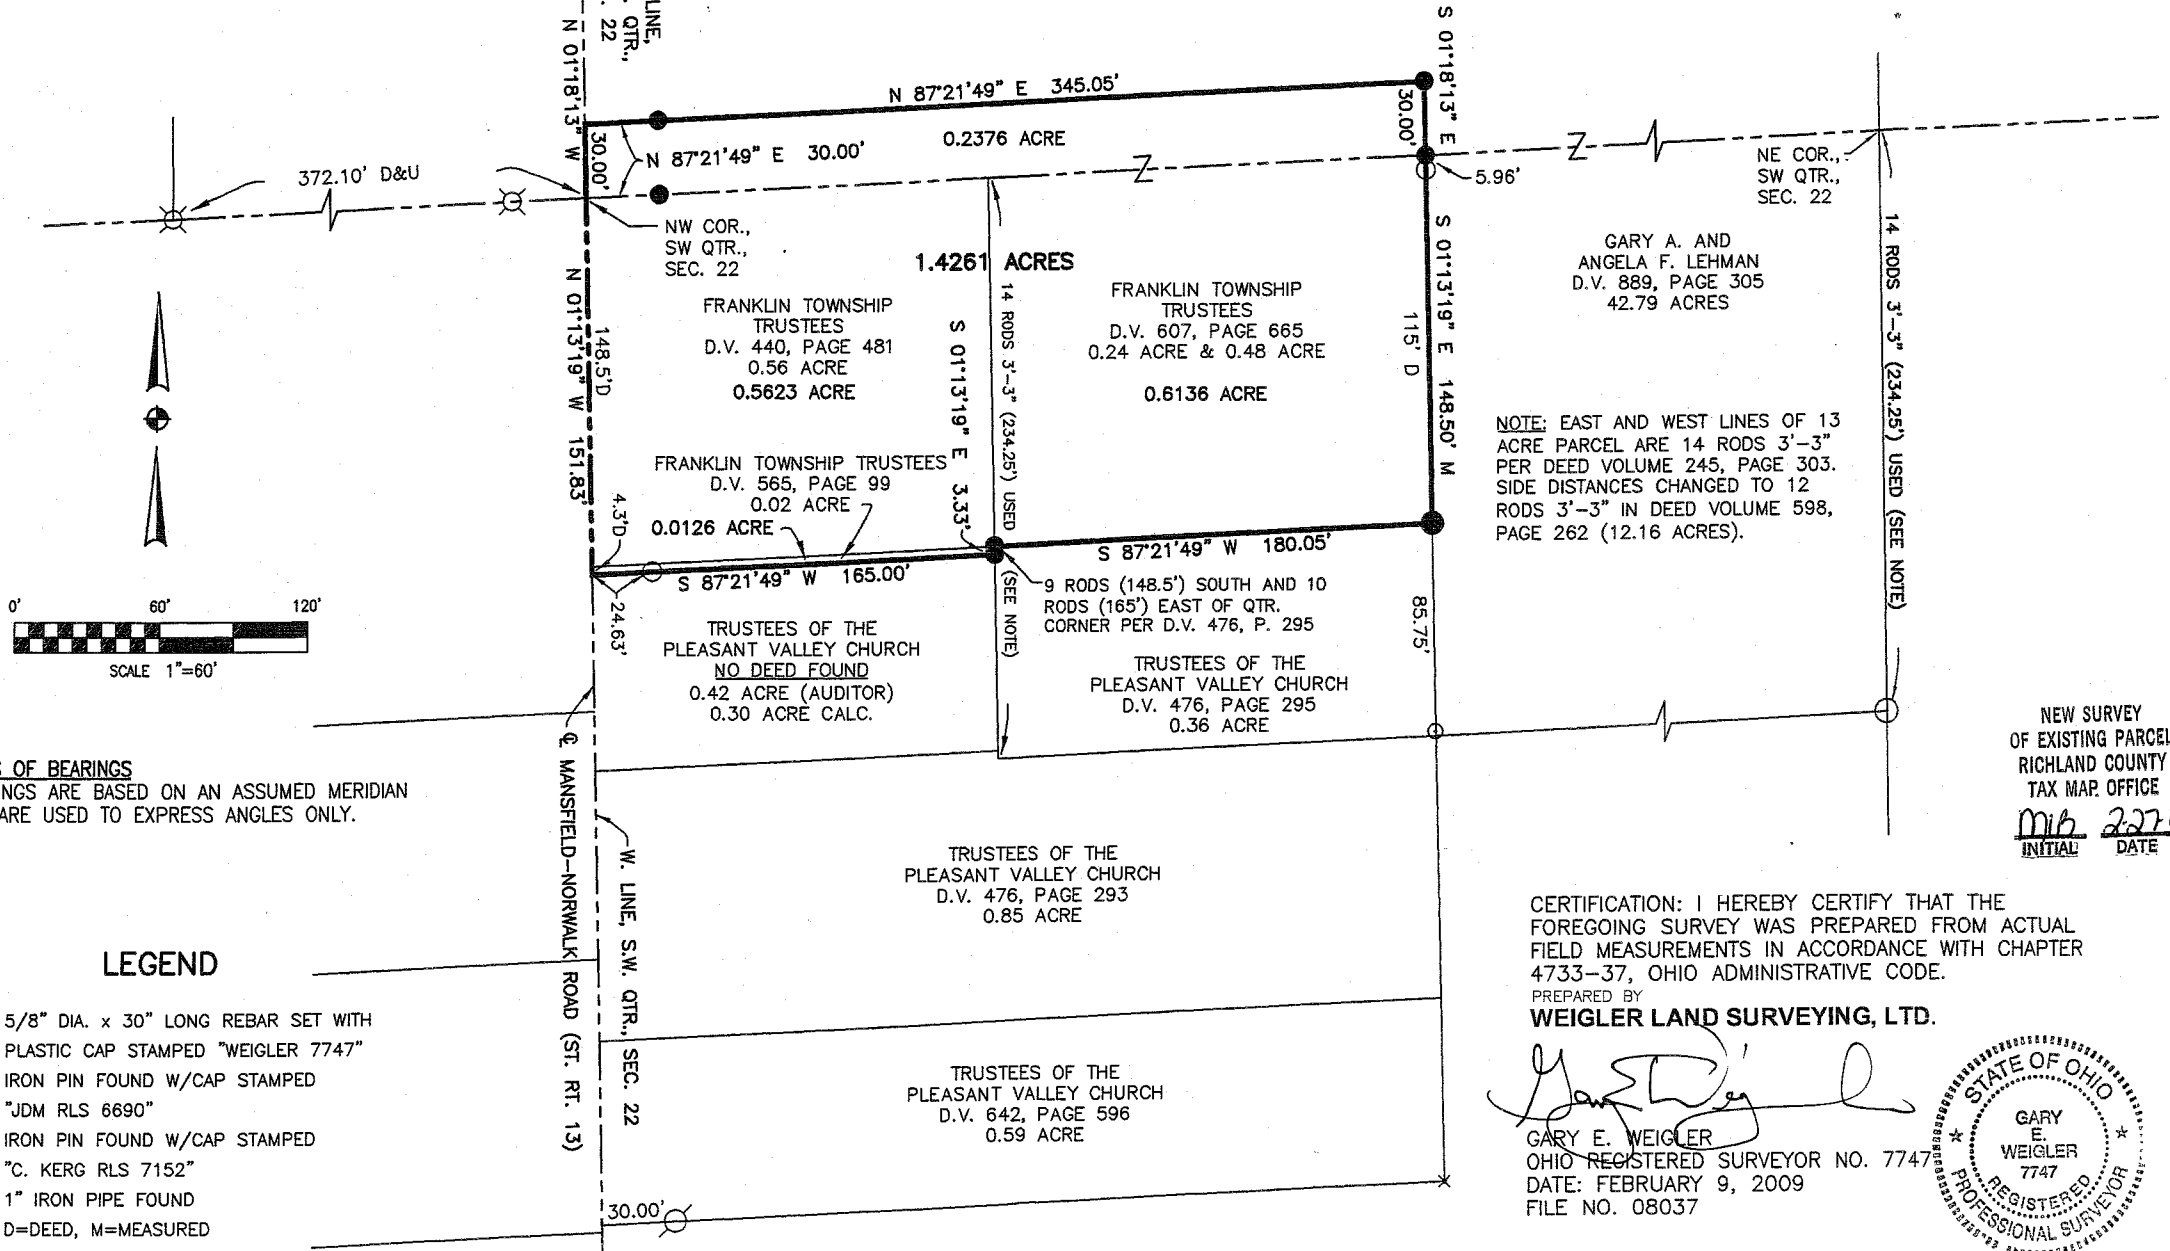 LINE,
QTR.,
. 22
N 01°18'13" W
S 01°18'13" E
N 87°21'49" E 345.05'
30.00'
30.00'
N 87°21'49" E 30.00'
0.2376 ACRE
372.10' D&U
5.96'
NE COR.,
SW QTR.,
SEC. 22
NW COR.,
SW QTR.,
SEC. 22
1.4261 ACRES
GARY A. AND
ANGELA F. LEHMAN
D.V. 889, PAGE 305
42.79 ACRES
14 RODS 3'-3" (234.25') USED (SEE NOTE)
N 01°13'19" W 151.83'
148.5'D
FRANKLIN TOWNSHIP
TRUSTEES
D.V. 440, PAGE 481
0.56 ACRE
0.5623 ACRE
S 01°13'19" E 3.33'
14 RODS 3'-3" (234.25') USED
(SEE NOTE)
FRANKLIN TOWNSHIP
TRUSTEES
D.V. 607, PAGE 665
0.24 ACRE & 0.48 ACRE
0.6136 ACRE
115' D
S 01°13'19" E 148.50' M
NOTE: EAST AND WEST LINES OF 13
ACRE PARCEL ARE 14 RODS 3'-3"
PER DEED VOLUME 245, PAGE 303.
SIDE DISTANCES CHANGED TO 12
RODS 3'-3" IN DEED VOLUME 598,
PAGE 262 (12.16 ACRES).
FRANKLIN TOWNSHIP TRUSTEES
D.V. 565, PAGE 99
0.02 ACRE
0.0126 ACRE
4.3'D
S 87°21'49" W 165.00'
S 87°21'49" W 180.05'
24.63'
9 RODS (148.5') SOUTH AND 10
RODS (165') EAST OF QTR.
CORNER PER D.V. 476, P. 295
85.75'
0' 60' 120'
SCALE 1"=60'
TRUSTEES OF THE
PLEASANT VALLEY CHURCH
NO DEED FOUND
0.42 ACRE (AUDITOR)
0.30 ACRE CALC.
TRUSTEES OF THE
PLEASANT VALLEY CHURCH
D.V. 476, PAGE 295
0.36 ACRE
NEW SURVEY
OF EXISTING PARCEL
RICHLAND COUNTY
TAX MAP OFFICE
MiB 2-27
INITIAL DATE
S OF BEARINGS
NGS ARE BASED ON AN ASSUMED MERIDIAN
ARE USED TO EXPRESS ANGLES ONLY.
℄ MANSFIELD-NORWALK ROAD (ST. RT. 13)
W. LINE, S.W. QTR., SEC. 22
TRUSTEES OF THE
PLEASANT VALLEY CHURCH
D.V. 476, PAGE 293
0.85 ACRE
TRUSTEES OF THE
PLEASANT VALLEY CHURCH
D.V. 642, PAGE 596
0.59 ACRE
30.00'
LEGEND
5/8" DIA. x 30" LONG REBAR SET WITH
PLASTIC CAP STAMPED "WEIGLER 7747"
IRON PIN FOUND W/CAP STAMPED
"JDM RLS 6690"
IRON PIN FOUND W/CAP STAMPED
"C. KERG RLS 7152"
1" IRON PIPE FOUND
D=DEED, M=MEASURED
CERTIFICATION: I HEREBY CERTIFY THAT THE
FOREGOING SURVEY WAS PREPARED FROM ACTUAL
FIELD MEASUREMENTS IN ACCORDANCE WITH CHAPTER
4733-37, OHIO ADMINISTRATIVE CODE.
PREPARED BY
WEIGLER LAND SURVEYING, LTD.
GARY E. WEIGLER
OHIO REGISTERED SURVEYOR NO. 7747
DATE: FEBRUARY 9, 2009
FILE NO. 08037
STATE OF OHIO
GARY
E.
WEIGLER
7747
REGISTERED
PROFESSIONAL SURVEYOR